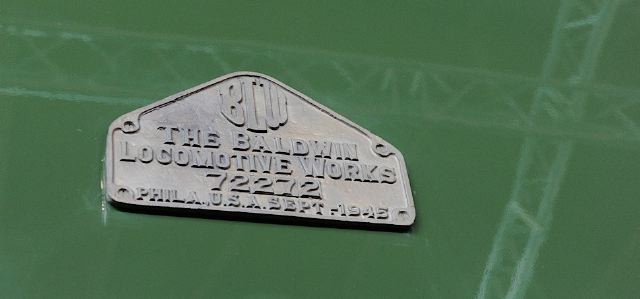 BLW
THE BALDWIN
LOCOMOTIVE WORKS
72272
PHILA., U.S.A. SEPT.-1945